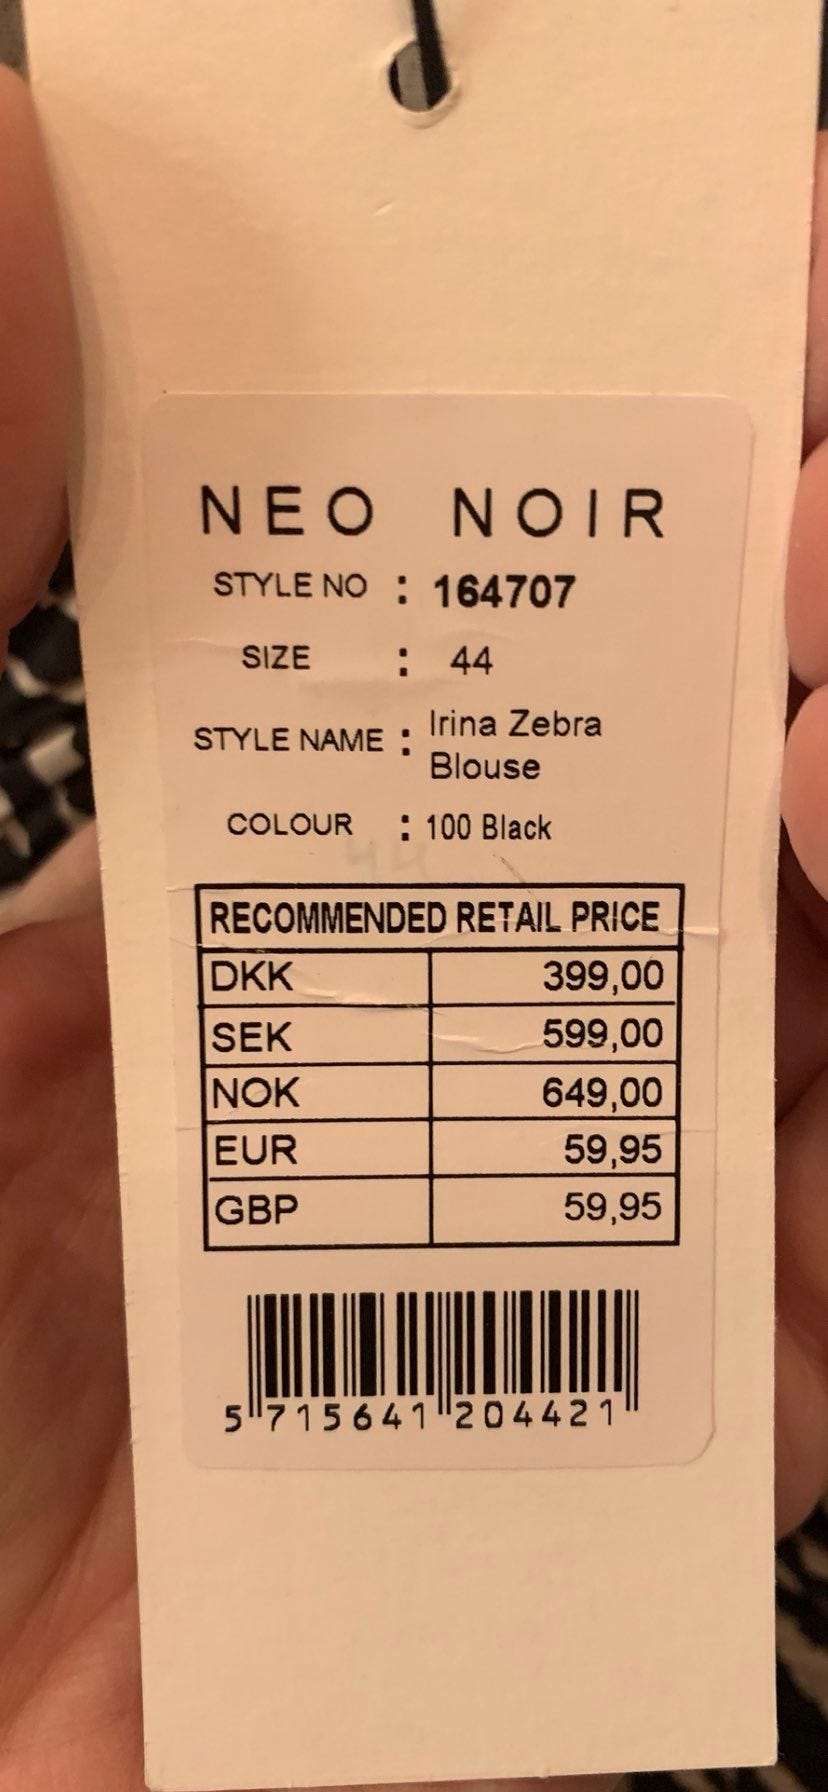 NEO NOIR
STYLE NO : 164707
SIZE : 44
STYLE NAME : Irina Zebra
Blouse
COLOUR : 100 Black
44
RECOMMENDED RETAIL PRICE
DKK 399,00
SEK 599,00
NOK 649,00
EUR 59,95
GBP 59,95
5 715641 204421